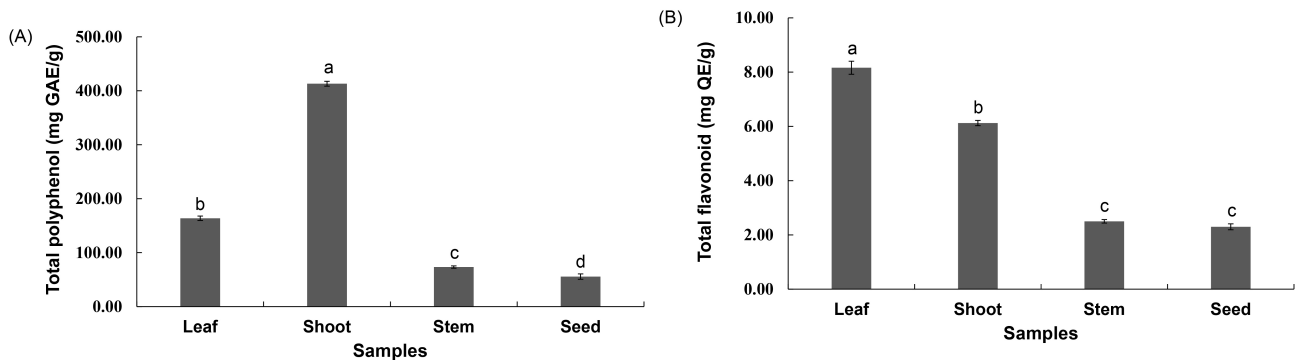 (A)
Total polyphenol (mg GAE/g)
500.00
400.00
300.00
200.00
100.00
0.00
b
a
c
d
Leaf Shoot Stem Seed
Samples
(B)
Total flavonoid (mg QE/g)
10.00
8.00
6.00
4.00
2.00
0.00
a
b
c
c
Leaf Shoot Stem Seed
Samples